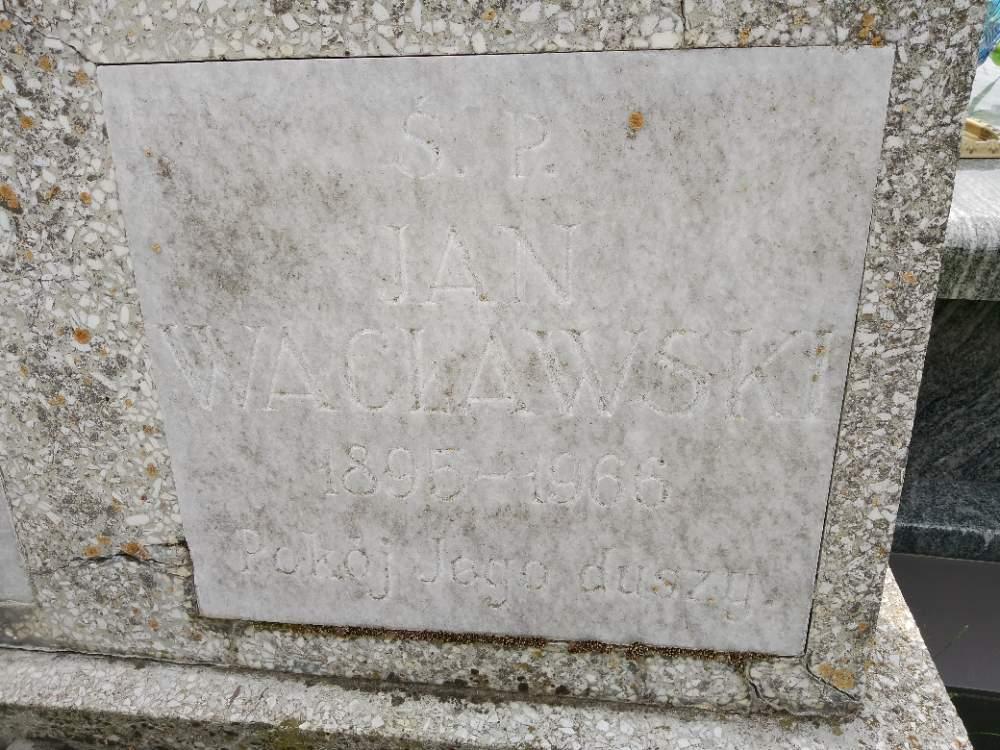 Ś. P.
JAN
WACŁAWSKI
1895-1966
Pokój Jego duszy.